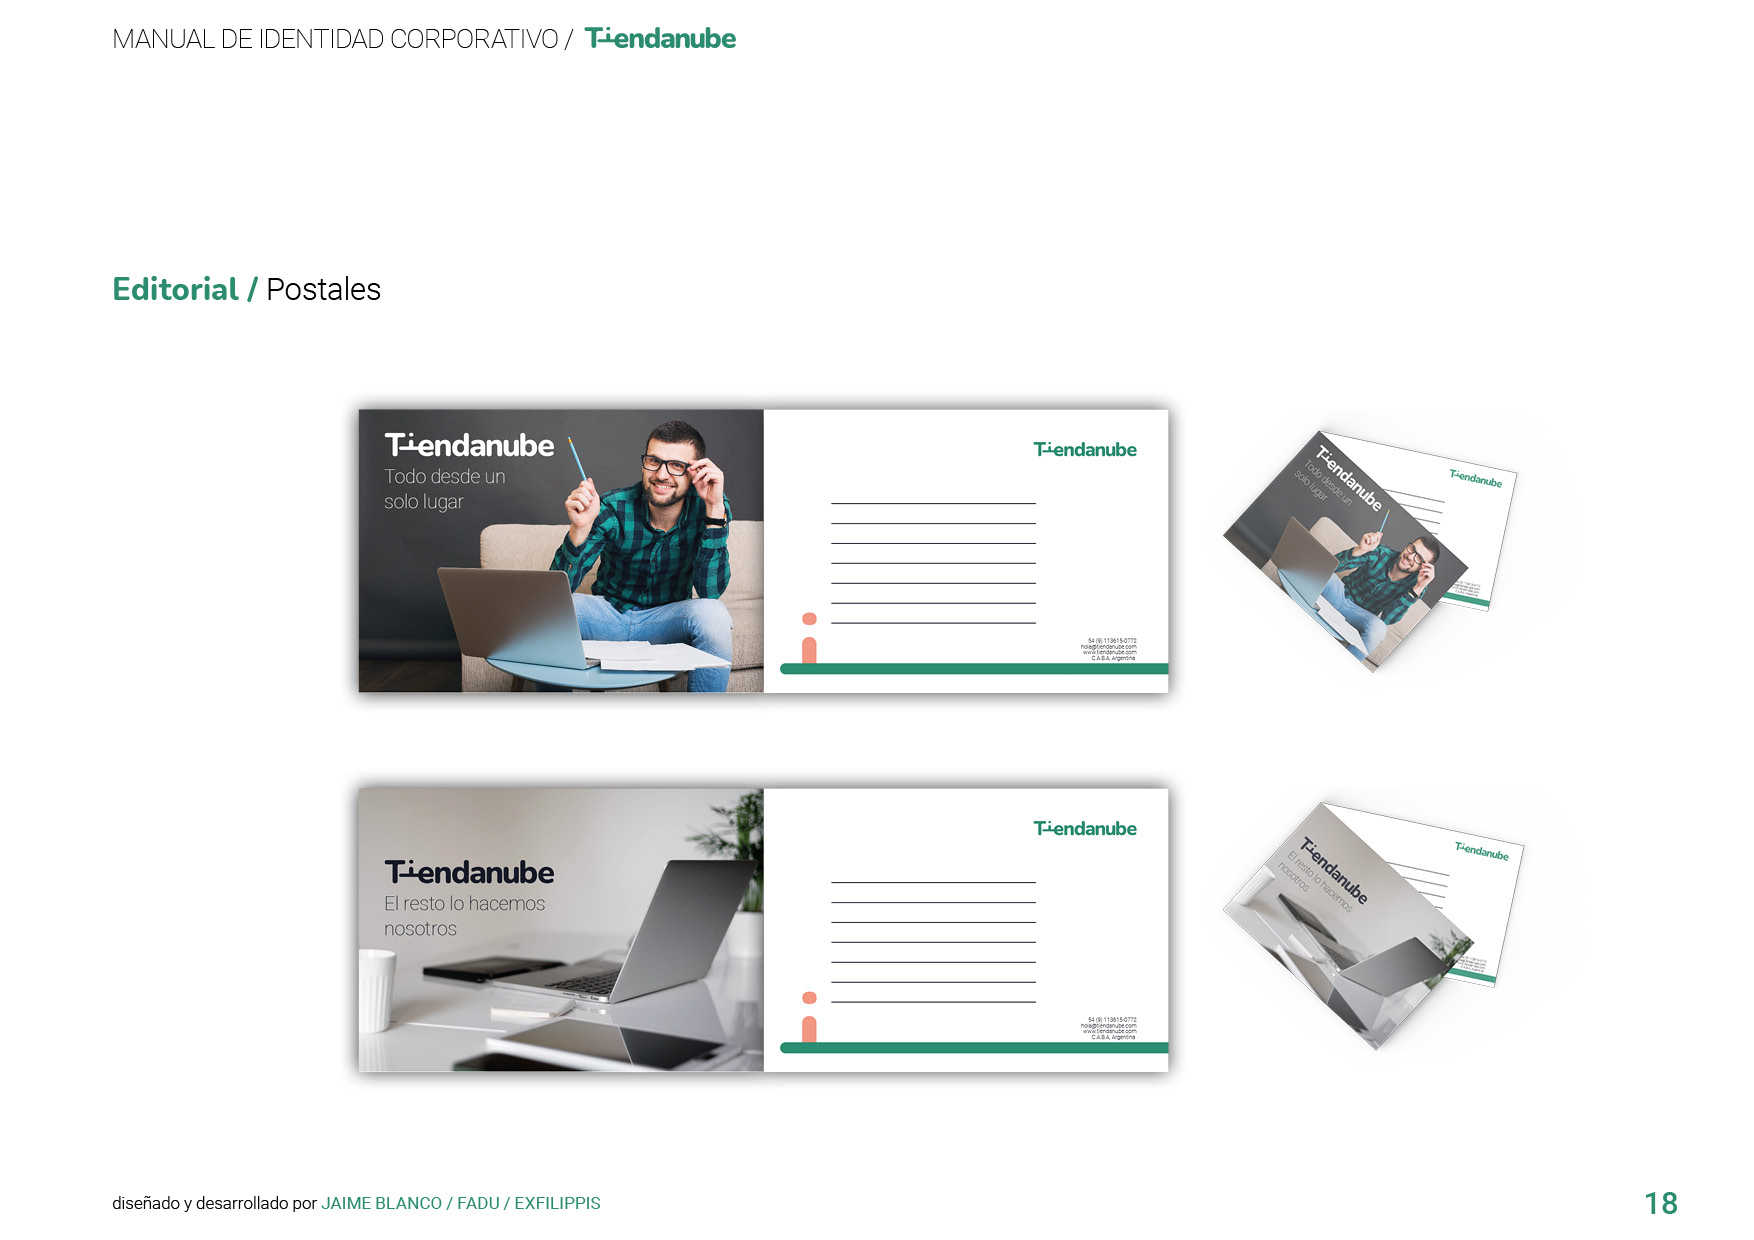 MANUAL DE IDENTIDAD CORPORATIVO / Tiendanube
Editorial / Postales
Tiendanube
Todo desde un
solo lugar
Tiendanube
54 (9) 113615-0772
hola@tiendanube.com
www.tiendanube.com
C.A.B.A, Argentina
Tiendanube
Todo desde un
solo lugar
Tiendanube
Tiendanube
El resto lo hacemos
nosotros
Tiendanube
54 (9) 113615-0772
hola@tiendanube.com
www.tiendanube.com
C.A.B.A, Argentina
Tiendanube
El resto lo hacemos
nosotros
Tiendanube
diseñado y desarrollado por JAIME BLANCO / FADU / EXFILIPPIS
18